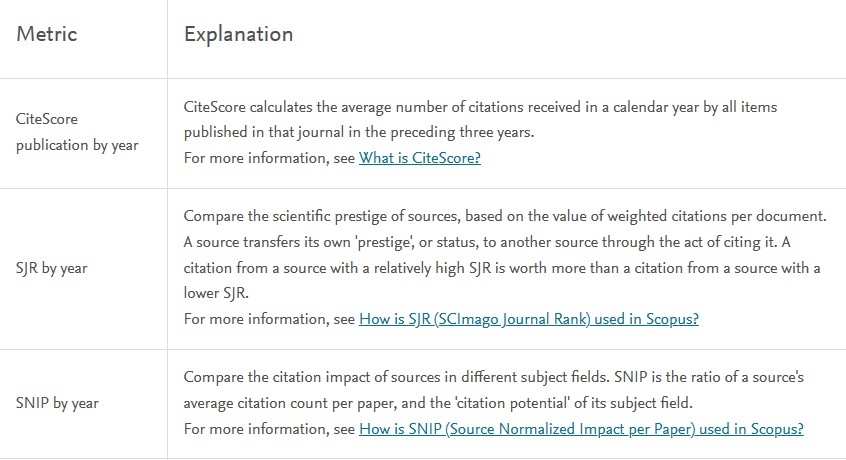 Metric
Explanation
CiteScore
publication by year
CiteScore calculates the average number of citations received in a calendar year by all items
published in that journal in the preceding three years.
For more information, see What is CiteScore?
SJR by year
Compare the scientific prestige of sources, based on the value of weighted citations per document.
A source transfers its own 'prestige', or status, to another source through the act of citing it. A
citation from a source with a relatively high SJR is worth more than a citation from a source with a
lower SJR.
For more information, see How is SJR (SCImago Journal Rank) used in Scopus?
SNIP by year
Compare the citation impact of sources in different subject fields. SNIP is the ratio of a source's
average citation count per paper, and the 'citation potential' of its subject field.
For more information, see How is SNIP (Source Normalized Impact per Paper) used in Scopus?